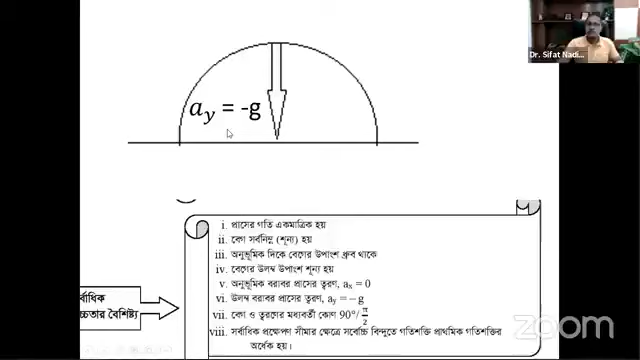 Dr. Sifat Nadi...
a_y = -g
i. প্রাসের গতি একমাত্রিক হয়
ii. বেগ সর্বনিম্ন (শূন্য) হয়
iii. অনুভূমিক দিকে বেগের উপাংশ ধ্রুব থাকে
iv. বেগের উলম্ব উপাংশ শূন্য হয়
v. অনুভূমিক বরাবর প্রাসের ত্বরণ, aₓ = 0
vi. উলম্ব বরাবর প্রাসের ত্বরণ, a_y = −g
vii. বেগ ও ত্বরণের মধ্যবর্তী কোণ 90°/π/2
viii. সর্বাধিক প্রক্ষেপণ সীমার ক্ষেত্রে সর্বোচ্চ বিন্দুতে গতিশক্তি প্রাথমিক গতিশক্তির
অর্ধেক হয়।
র্বাধিক
চ্চতার বৈশিষ্ট্য
zoom